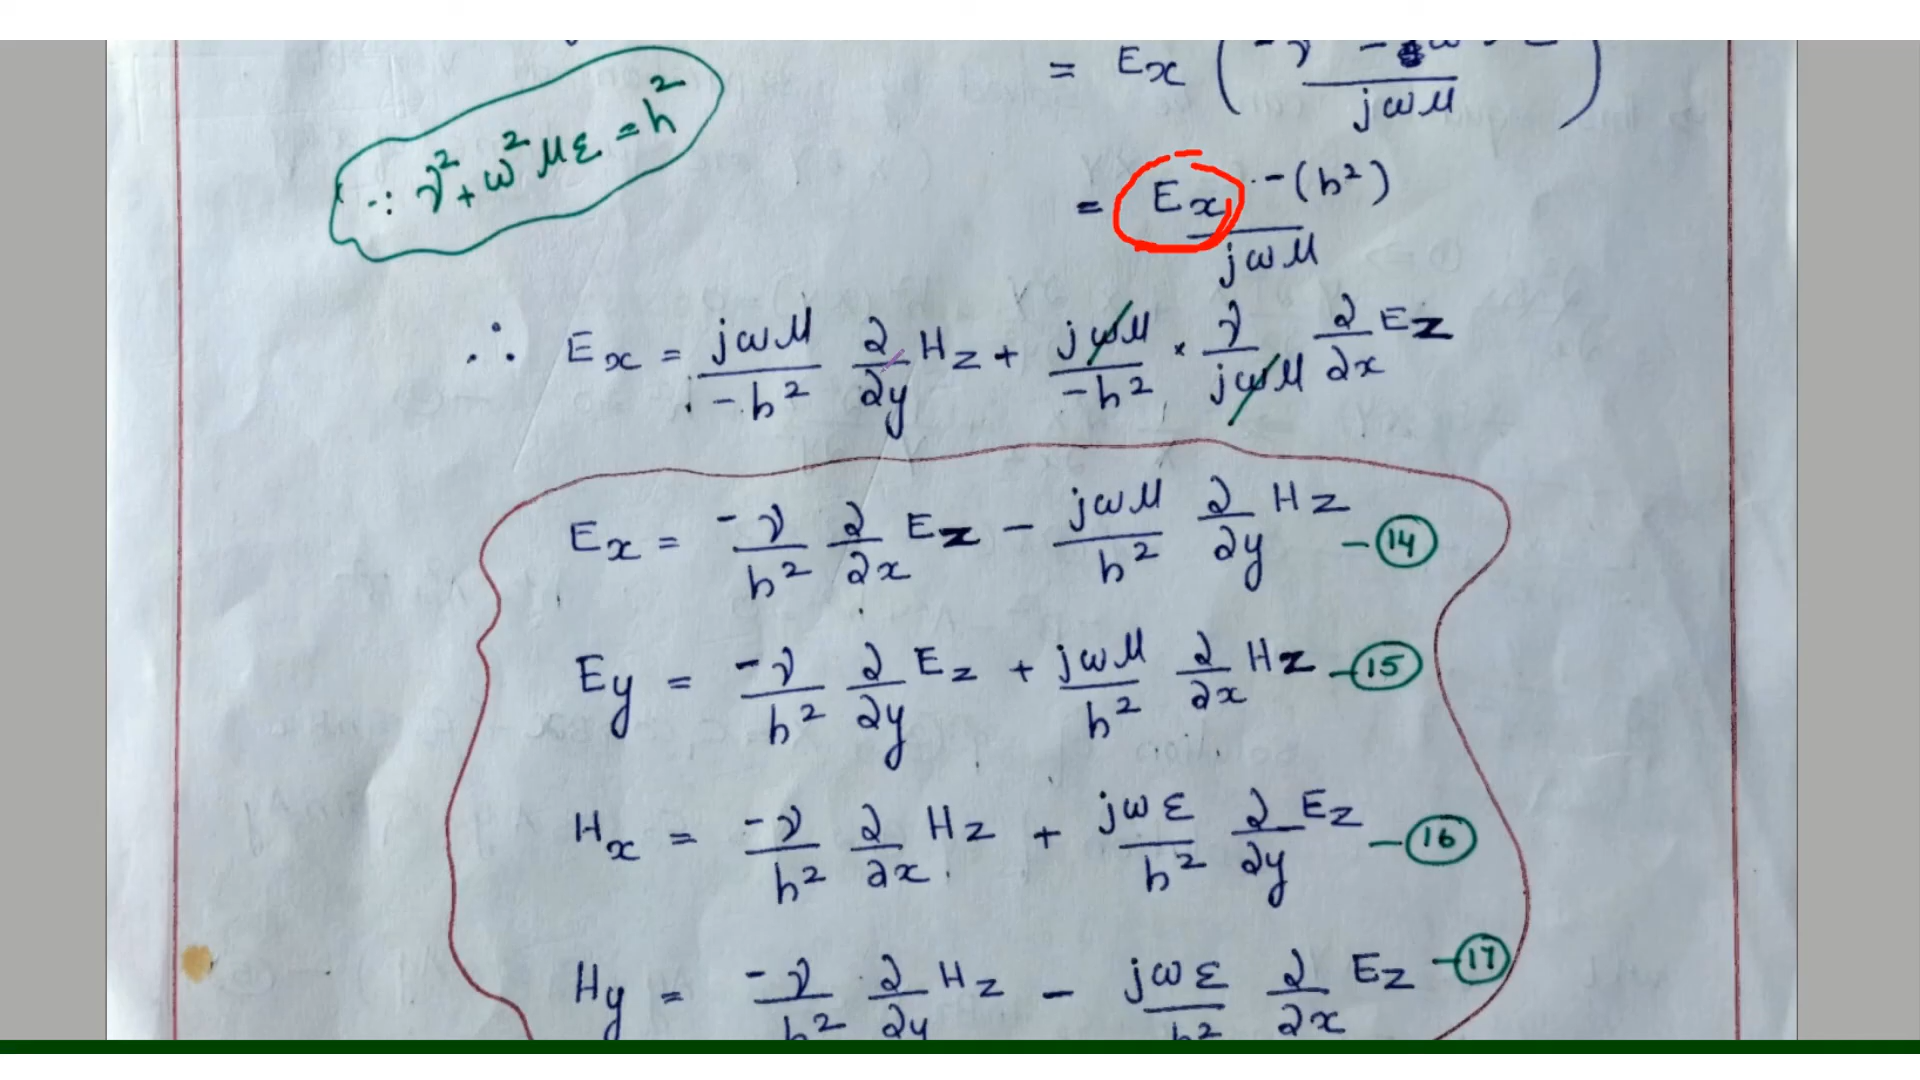 = Ex ( / jωμ )
∵ γ² + ω²με = h²
= Ex -(h²) / jωμ
∴ Ex = jωμ/-h² ∂/∂y Hz + jωμ/-h² × γ/jωμ ∂/∂x Ez
Ex = -γ/h² ∂/∂x Ez - jωμ/h² ∂/∂y Hz - 14
Ey = -γ/h² ∂/∂y Ez + jωμ/h² ∂/∂x Hz - 15
Hx = -γ/h² ∂/∂x Hz + jωε/h² ∂/∂y Ez - 16
Hy = -γ/h² ∂/∂y Hz - jωε/h² ∂/∂x Ez - 17